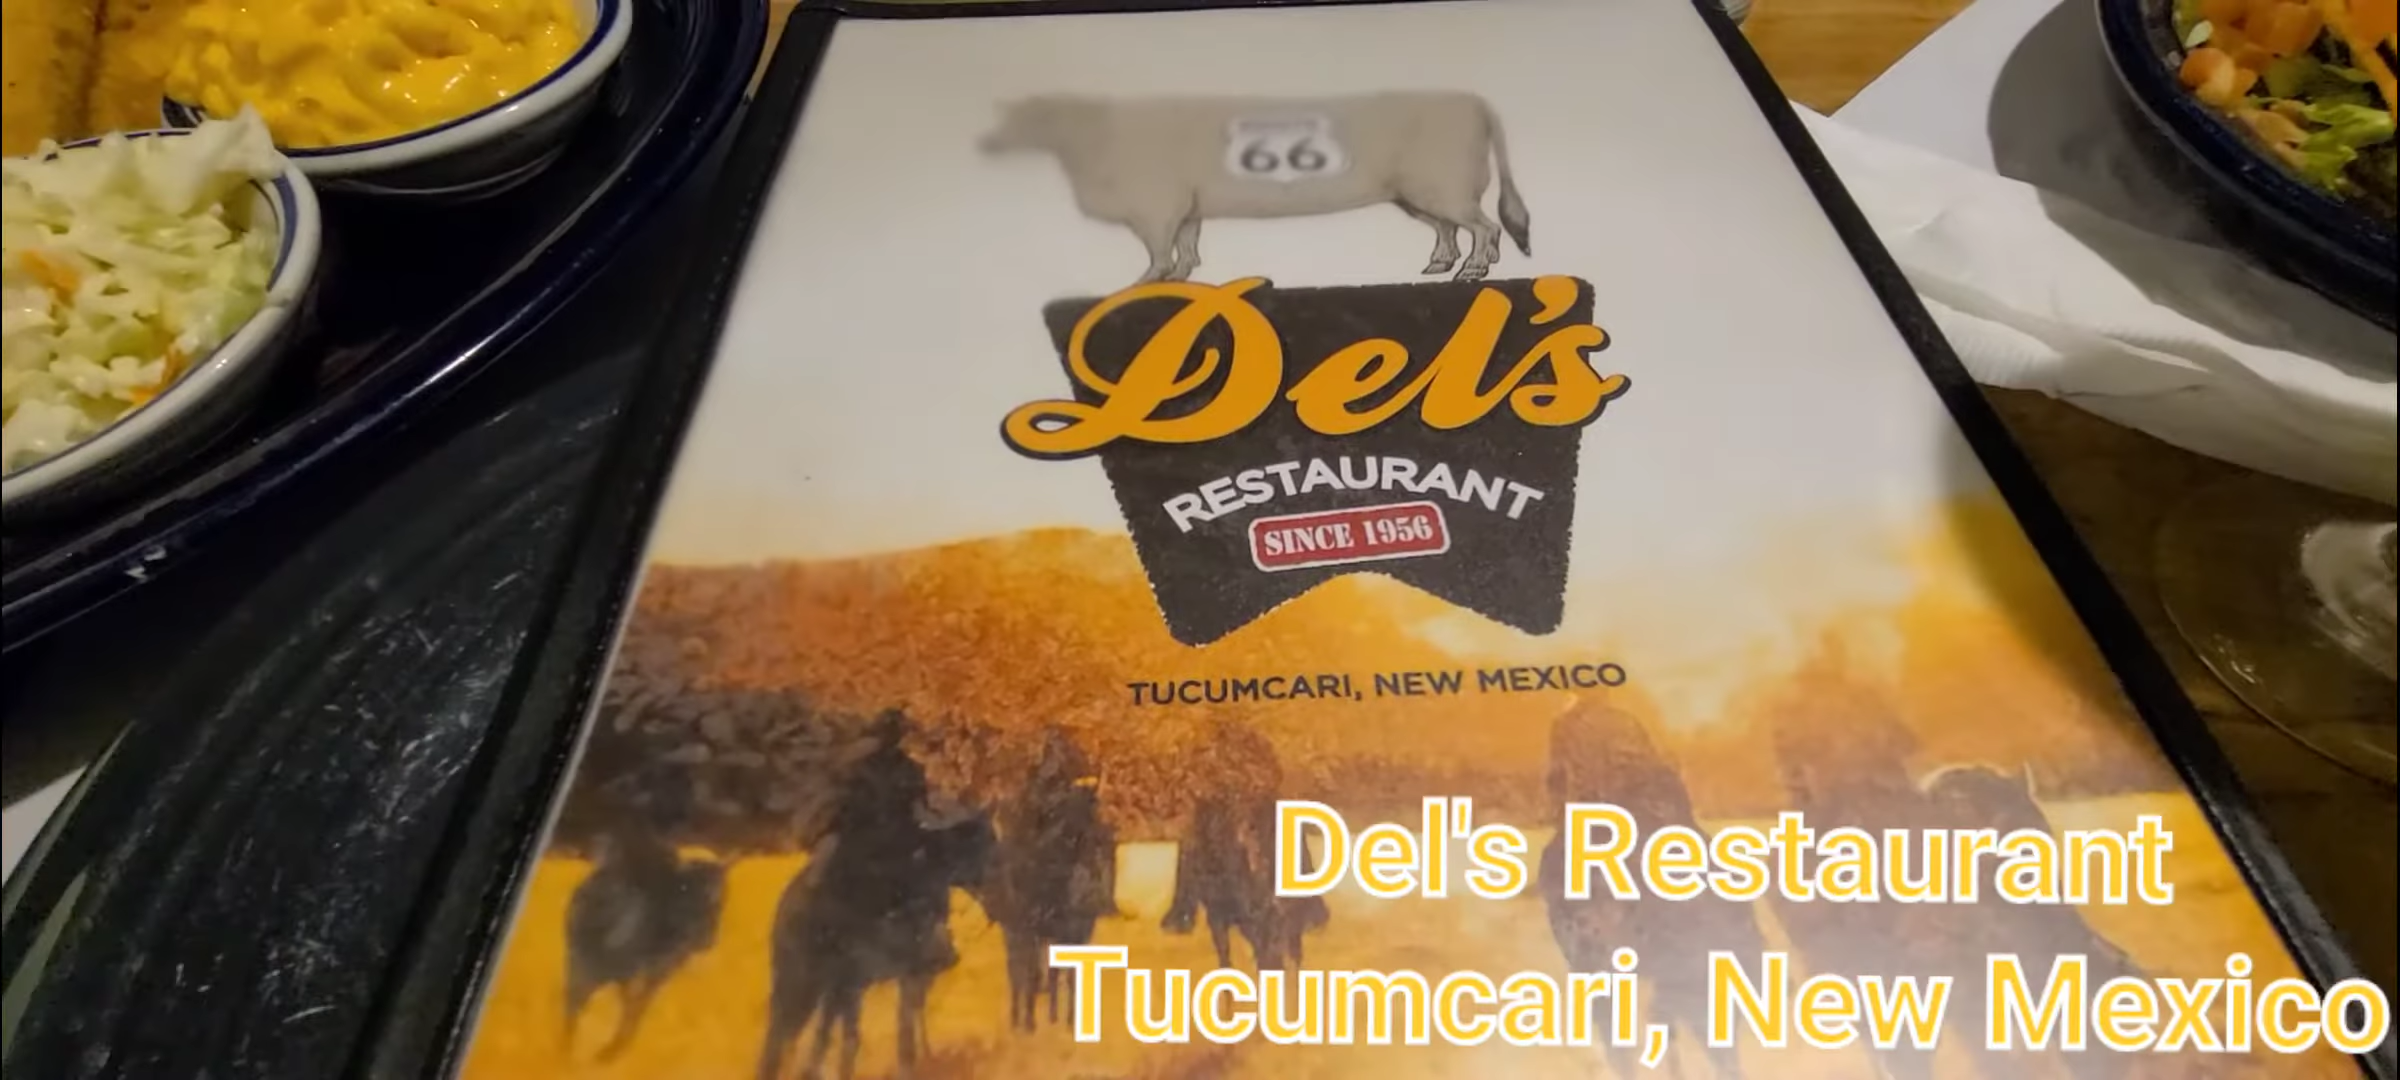 66
Del's
RESTAURANT
SINCE 1956
TUCUMCARI, NEW MEXICO
Del's Restaurant
Tucumcari, New Mexico